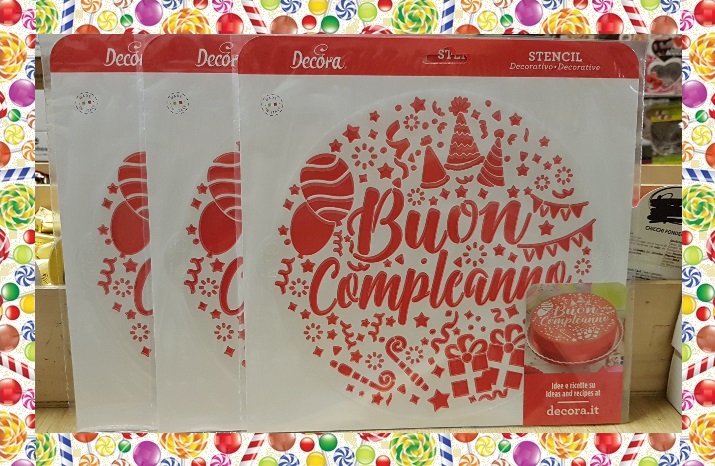 Decora
Decora
Decora
STENCIL
Decorativo • Decorative
Buon
Compleanno
Buon
Compleanno
Idee e ricette su
Ideas and recipes at
decora.it